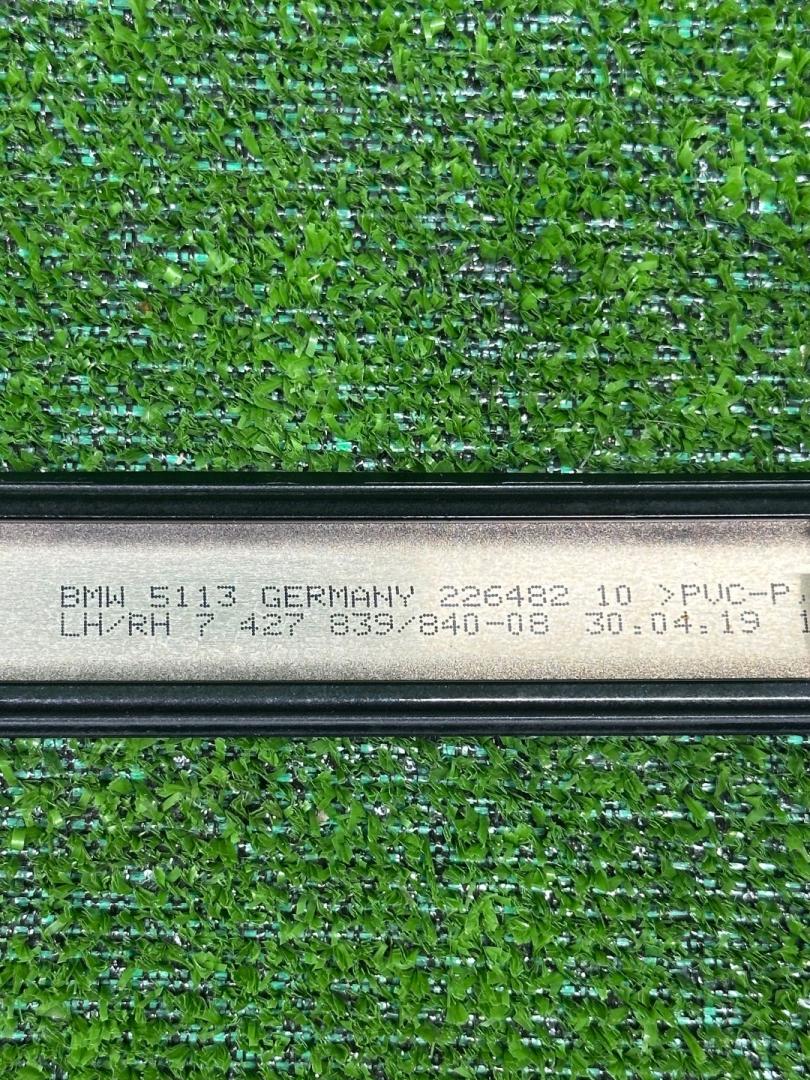 BMW 5113 GERMANY 226482 10 >PVC-P
LH/RH 7 427 839/840-08 30.04.19